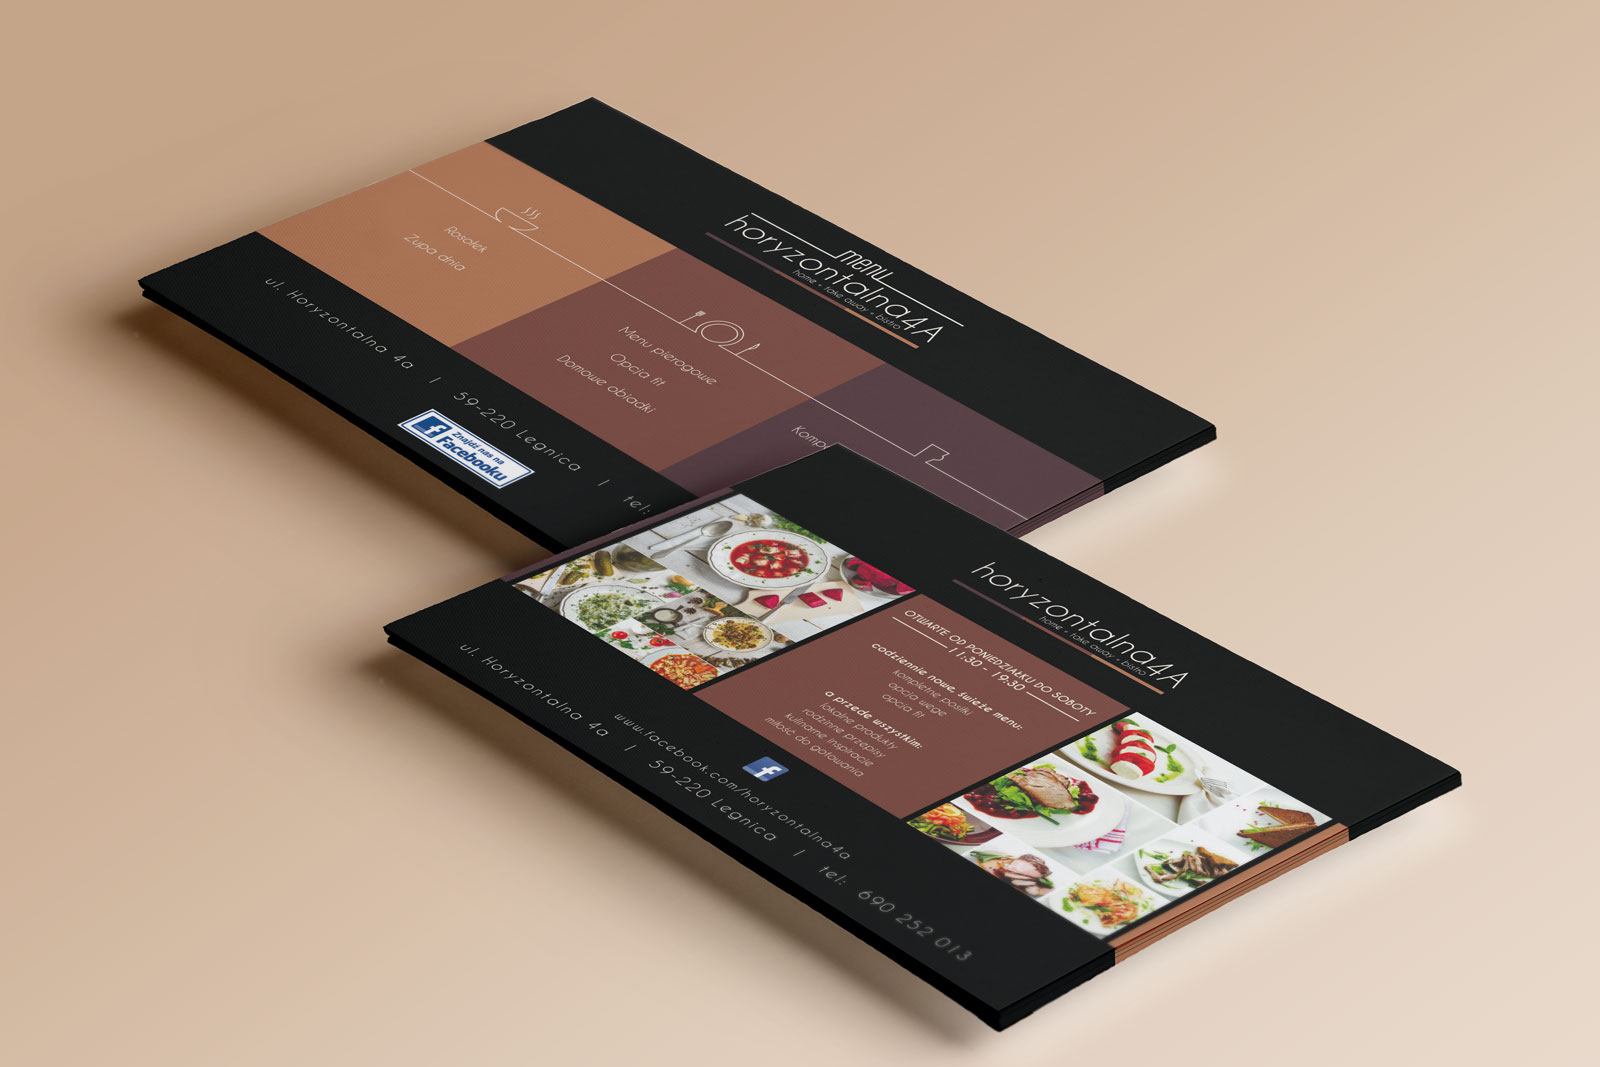 menu
horyzontalna4A
home • take away • bistro
Rosołek
Zupa dnia
Menu pierogowe
Opcja fit
Domowe obiadki
ul. Horyzontalna 4a | 59-220 Legnica | tel:
Znajdź nas na
Facebooku
horyzontalna4A
home • take away • bistro
OTWARTE OD PONIEDZIAŁKU DO SOBOTY
11:30 - 19:30
codziennie nowe, świeże menu:
kompletne posiłki
opcja wege
opcja fit
a przede wszystkim:
lokalne produkty
rodzinne przepisy
kulinarne inspiracje
miłość do gotowania
www.facebook.com/horyzontalna4a
ul. Horyzontalna 4a | 59-220 Legnica | tel: 690 252 013